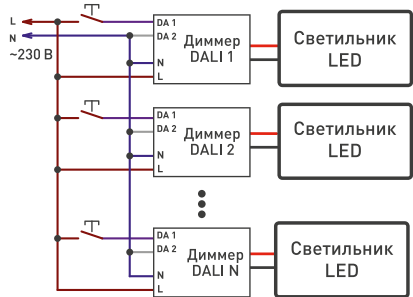 L
N
~230 В
DA 1
DA 2
N
L
Диммер
DALI 1
Светильник
LED
DA 1
DA 2
N
L
Диммер
DALI 2
Светильник
LED
DA 1
DA 2
N
L
Диммер
DALI N
Светильник
LED